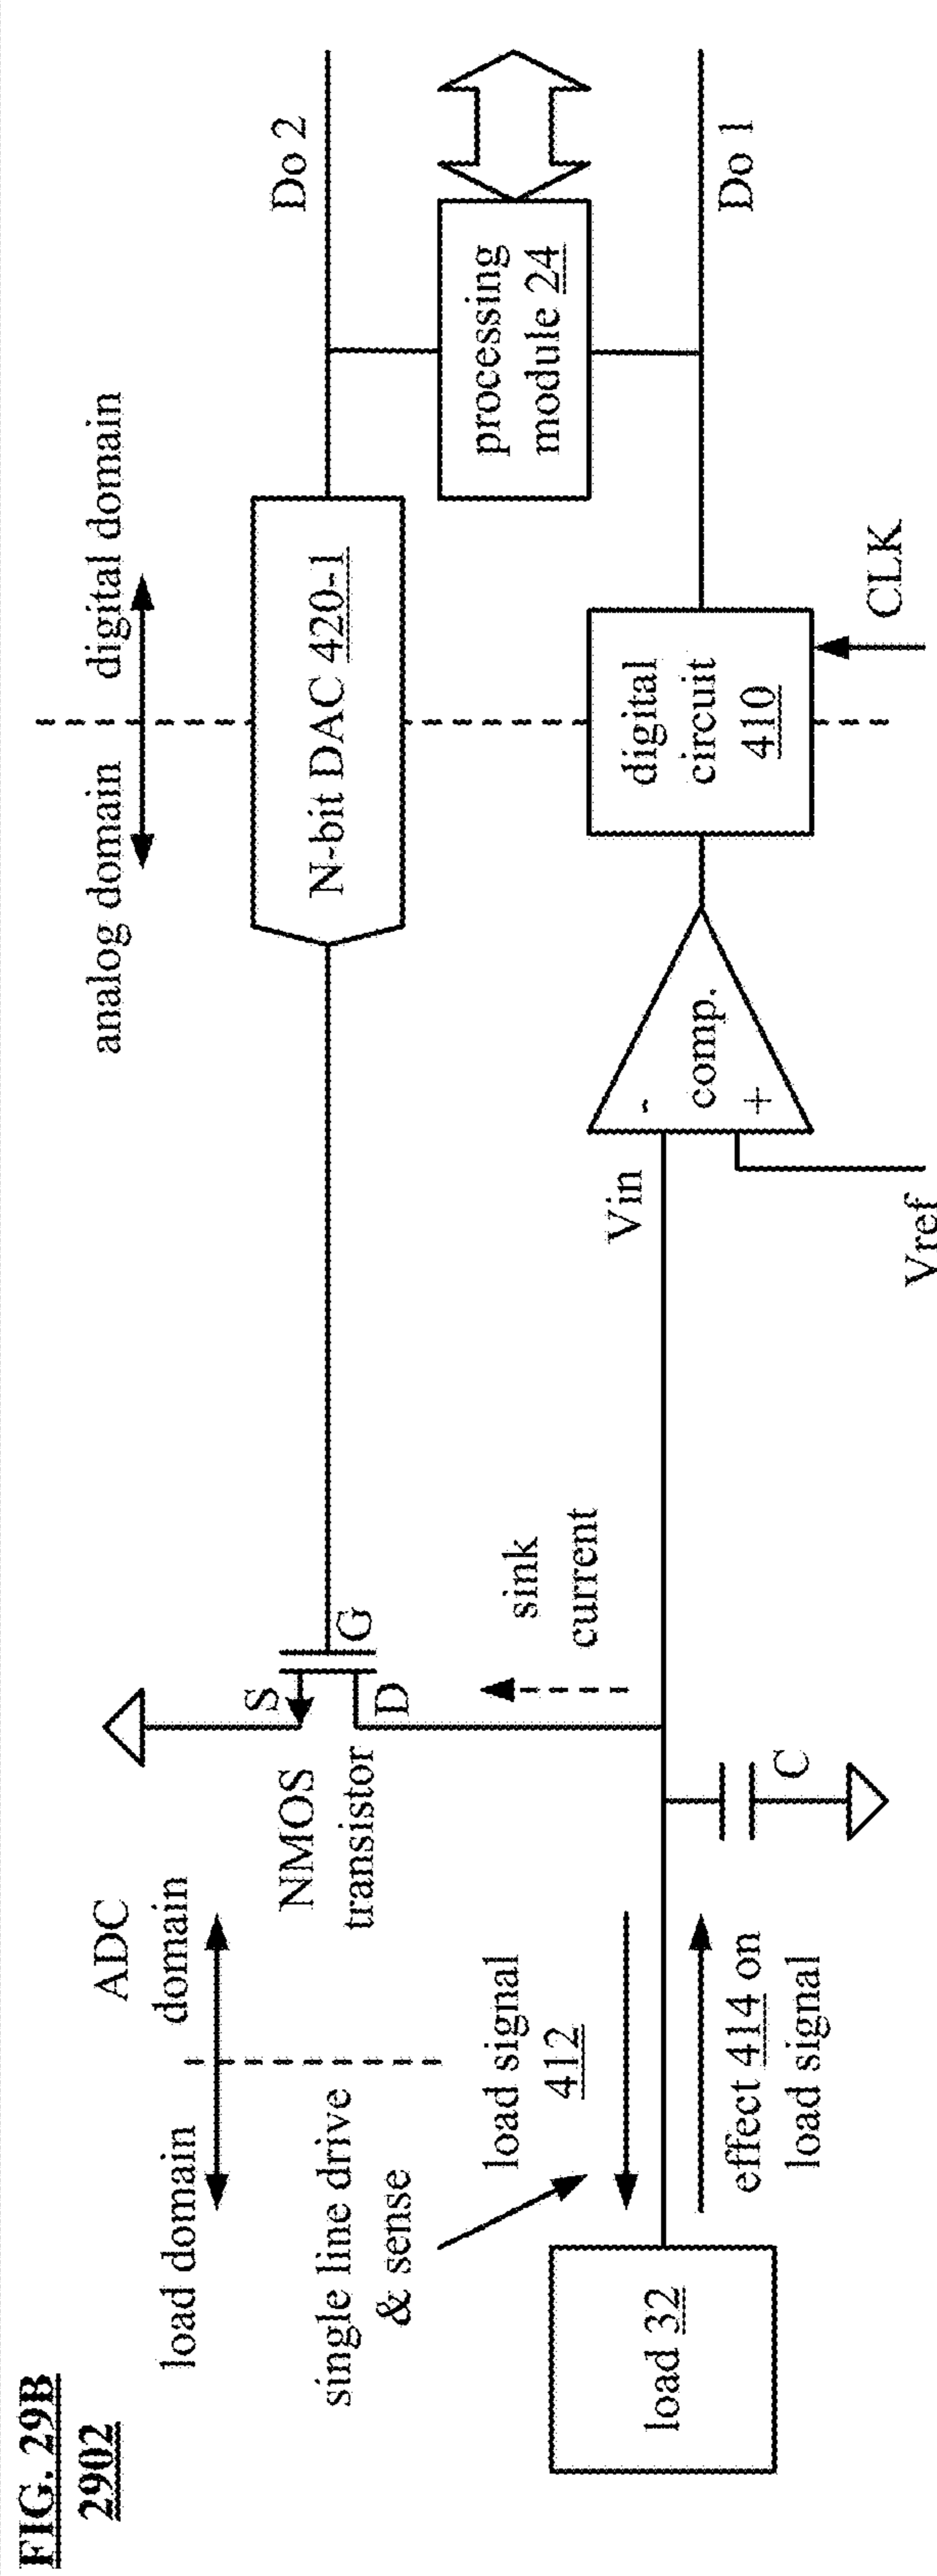 FIG. 29B
2902
load domain
ADC
domain
analog domain
digital domain
single line drive
& sense
NMOS
transistor
S
G
D
N-bit DAC 420-1
Do 2
load signal
412
sink
current
processing
module 24
load 32
effect 414 on
load signal
C
Vin
Vref
-
comp.
+
digital
circuit
410
CLK
Do 1